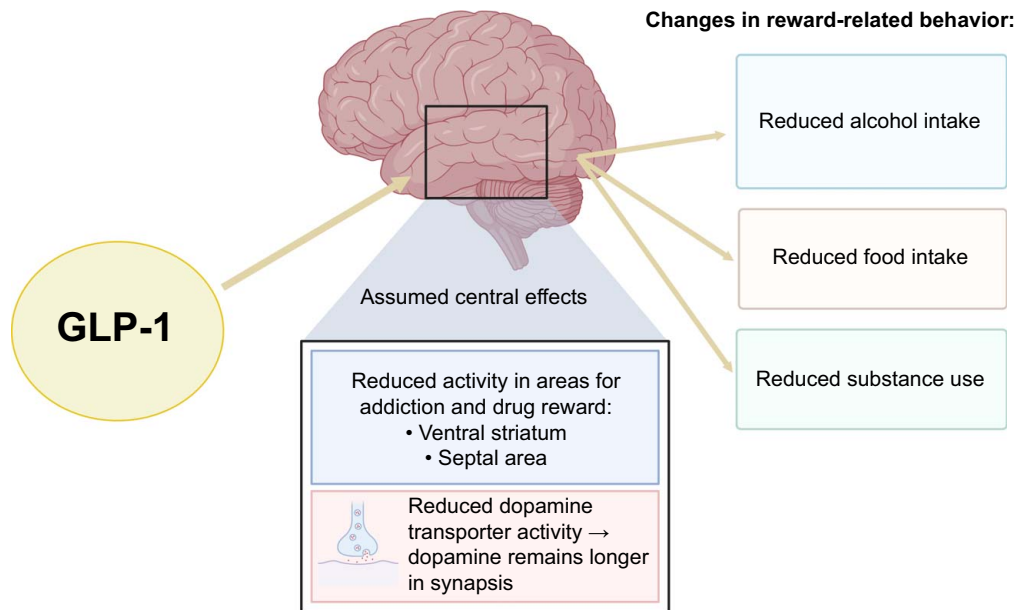 Changes in reward-related behavior:
Reduced alcohol intake
Reduced food intake
Reduced substance use
GLP-1
Assumed central effects
Reduced activity in areas for
addiction and drug reward:
• Ventral striatum
• Septal area
Reduced dopamine
transporter activity →
dopamine remains longer
in synapsis